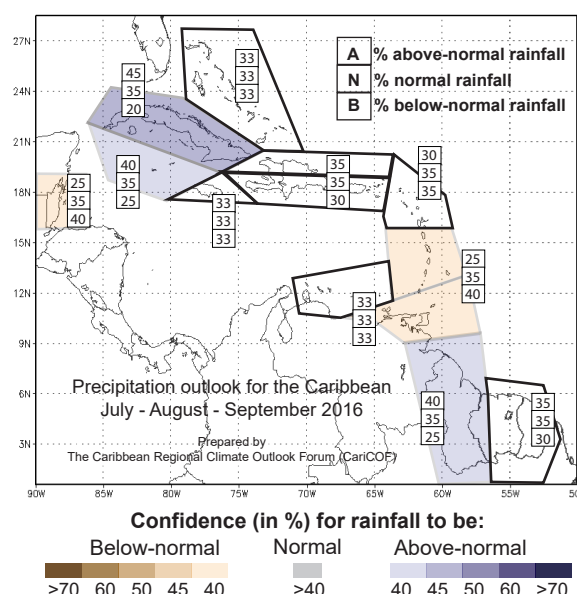 27N
24N
21N
18N
15N
12N
9N
6N
3N
90W
85W
80W
75W
70W
65W
60W
55W
50W
A % above-normal rainfall
N % normal rainfall
B % below-normal rainfall
33
33
33
45
35
20
40
35
25
25
35
40
33
33
33
35
35
30
30
35
35
25
35
40
33
33
33
40
35
25
35
35
30
Precipitation outlook for the Caribbean
July - August - September 2016
Prepared by
The Caribbean Regional Climate Outlook Forum (CariCOF)
Confidence (in %) for rainfall to be:
Below-normal Normal Above-normal
>70 60 50 45 40 >40 40 45 50 60 >70